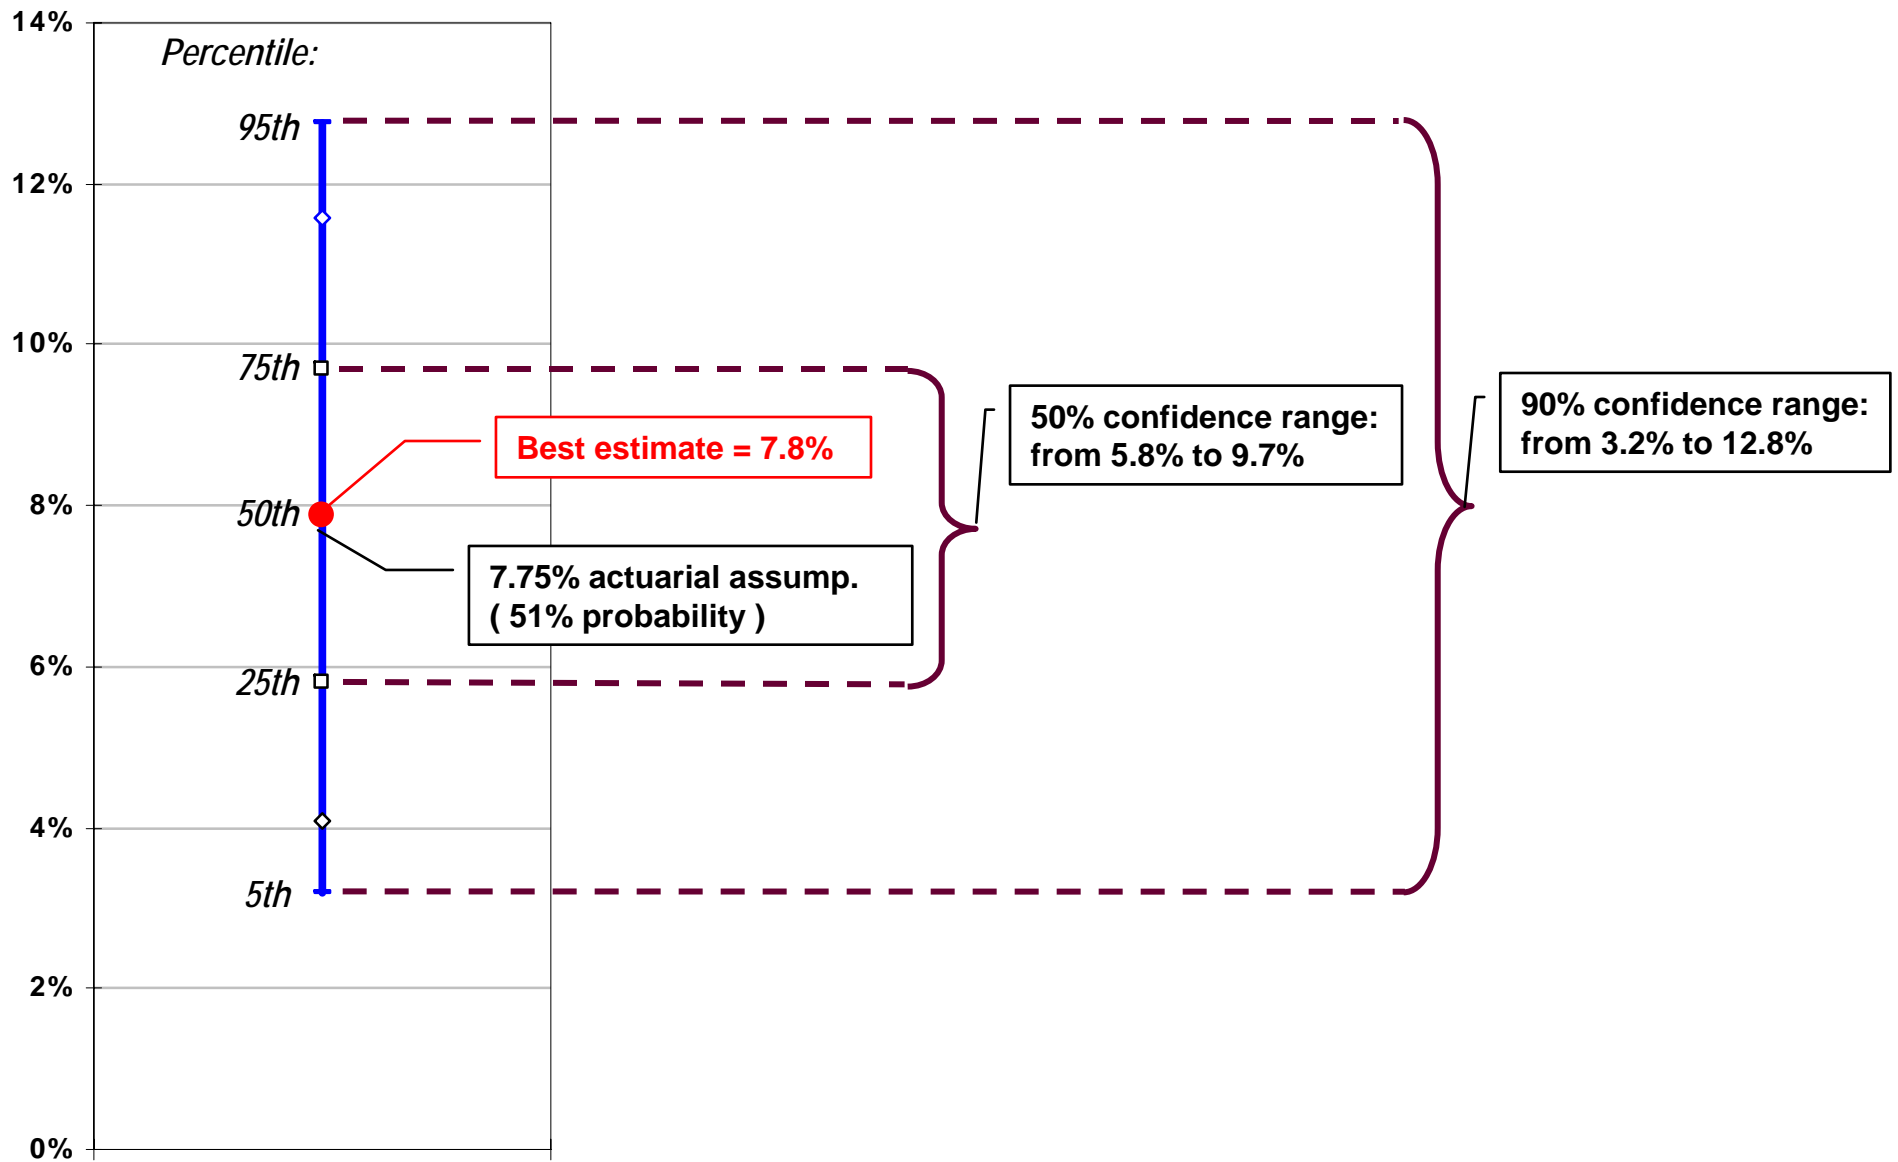 14%
Percentile:
95th
12%
10%
75th
50% confidence range:
from 5.8% to 9.7%
90% confidence range:
from 3.2% to 12.8%
Best estimate = 7.8%
8%
50th
7.75% actuarial assump.
( 51% probability )
6%
25th
4%
5th
2%
0%